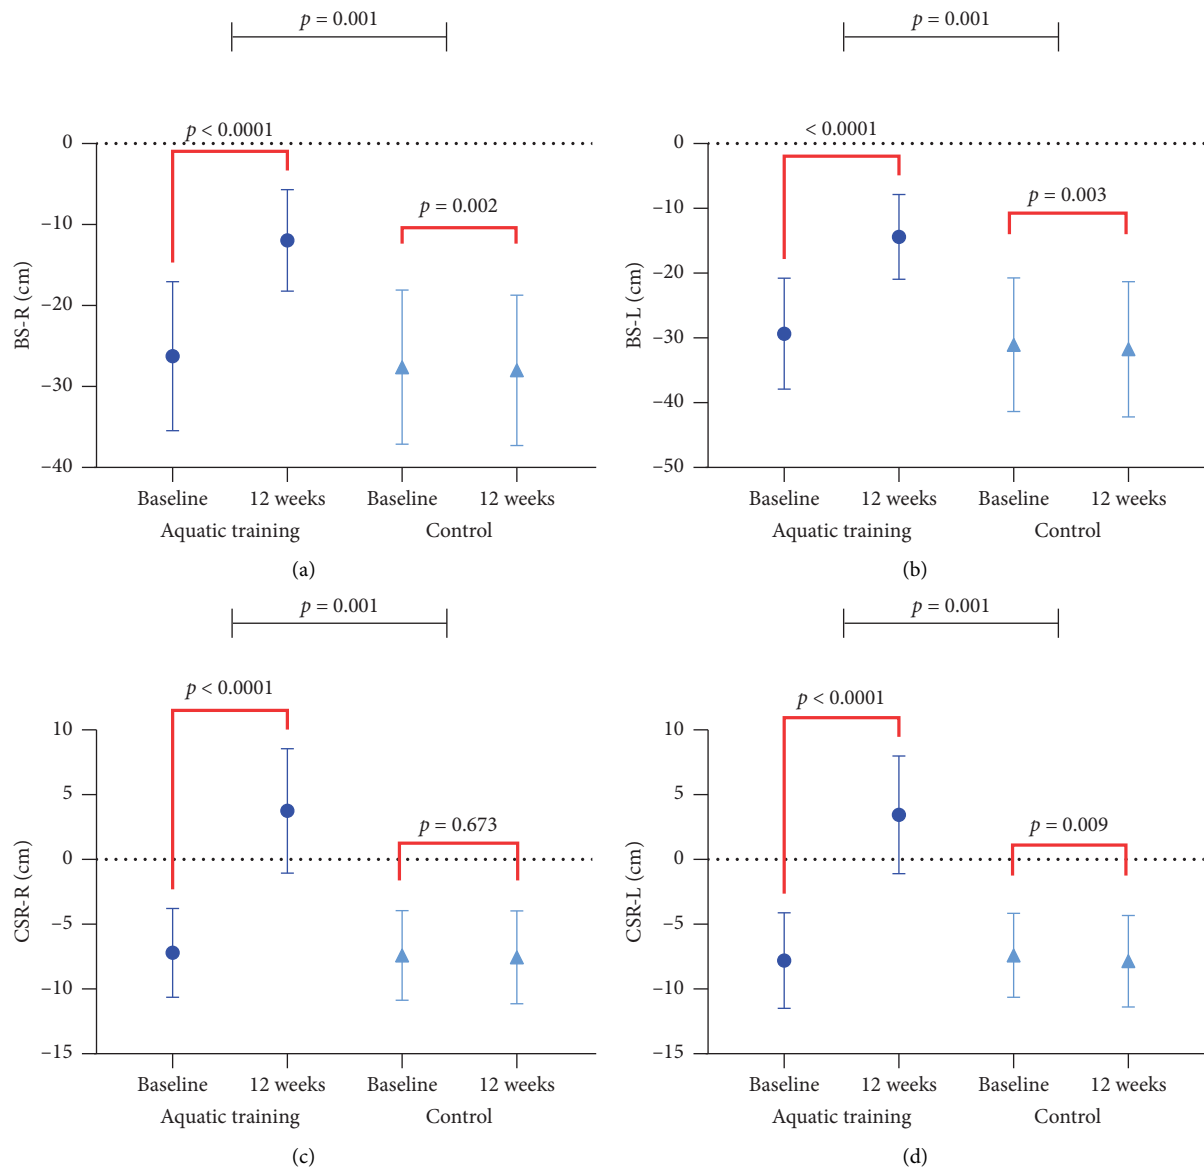 p = 0.001
p < 0.0001
p = 0.002
0
−10
−20
−30
−40
BS-R (cm)
Baseline 12 weeks Baseline 12 weeks
Aquatic training Control
(a)
p = 0.001
< 0.0001
p = 0.003
0
−10
−20
−30
−40
−50
BS-L (cm)
Baseline 12 weeks Baseline 12 weeks
Aquatic training Control
(b)
p = 0.001
p < 0.0001
p = 0.673
10
5
0
−5
−10
−15
CSR-R (cm)
Baseline 12 weeks Baseline 12 weeks
Aquatic training Control
(c)
p = 0.001
p < 0.0001
p = 0.009
10
5
0
−5
−10
−15
CSR-L (cm)
Baseline 12 weeks Baseline 12 weeks
Aquatic training Control
(d)